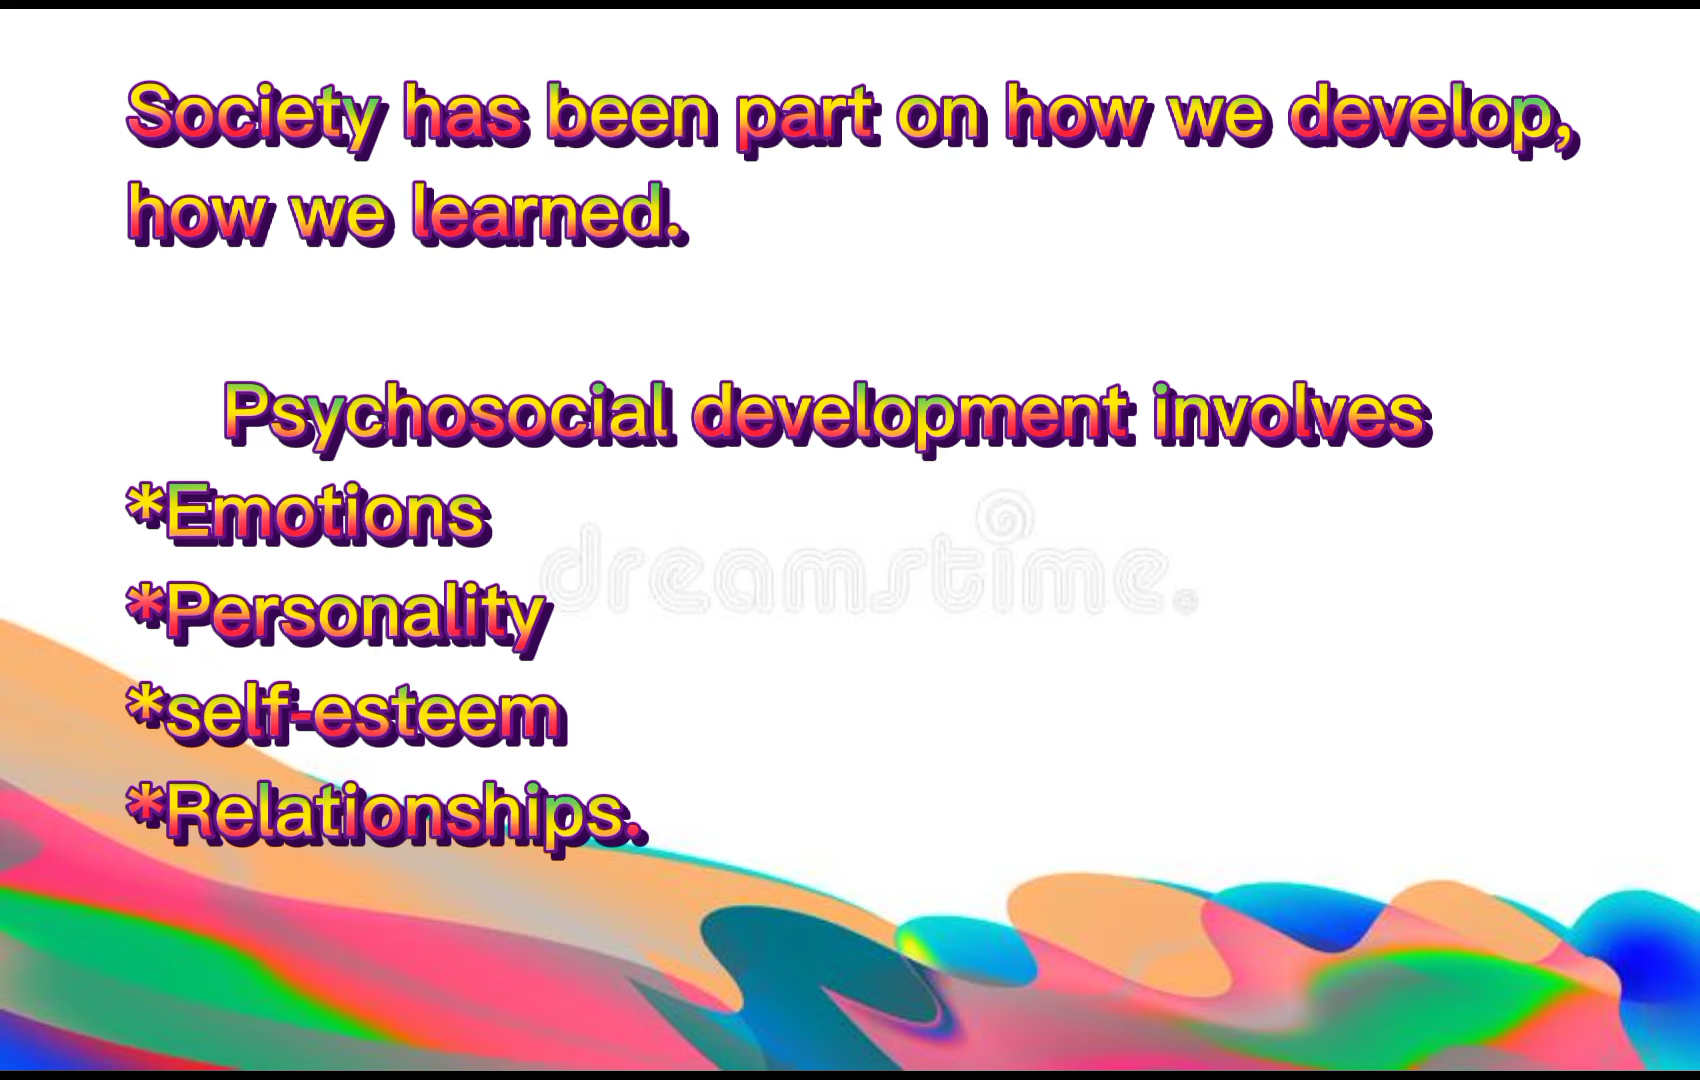 Society has been part on how we develop,
how we learned.
Psychosocial development involves
*Emotions
dreamstime.
*Personality
*self-esteem
*Relationships.